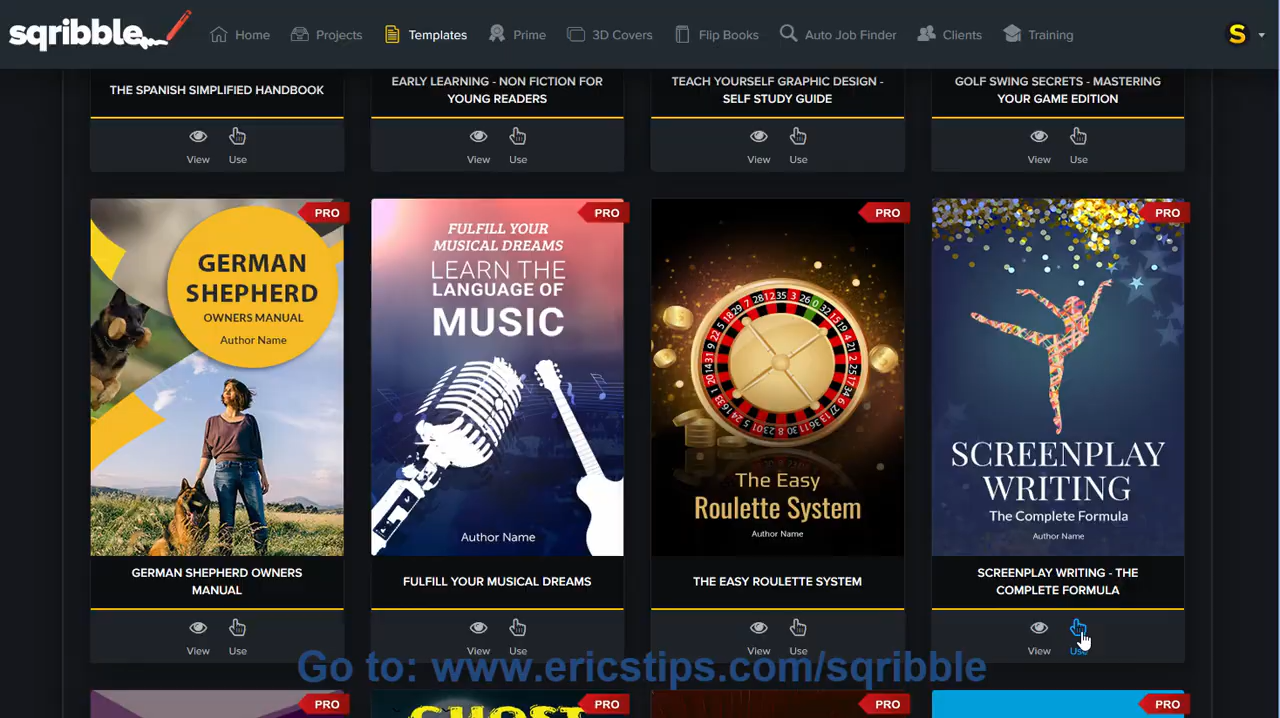 sqribble
Home
Projects
Templates
Prime
3D Covers
Flip Books
Auto Job Finder
Clients
Training
S
THE SPANISH SIMPLIFIED HANDBOOK
EARLY LEARNING - NON FICTION FOR
YOUNG READERS
TEACH YOURSELF GRAPHIC DESIGN -
SELF STUDY GUIDE
GOLF SWING SECRETS - MASTERING
YOUR GAME EDITION
View Use
View Use
View Use
View Use
PRO
GERMAN
SHEPHERD
OWNERS MANUAL
Author Name
GERMAN SHEPHERD OWNERS
MANUAL
View Use
PRO
FULFILL YOUR
MUSICAL DREAMS
LEARN THE
LANGUAGE OF
MUSIC
Author Name
FULFILL YOUR MUSICAL DREAMS
View Use
PRO
The Easy
Roulette System
Author Name
THE EASY ROULETTE SYSTEM
View Use
PRO
SCREENPLAY
WRITING
The Complete Formula
Author Name
SCREENPLAY WRITING - THE
COMPLETE FORMULA
View Use
Go to: www.ericstips.com/sqribble
PRO
GHOST
PRO
PRO
PRO